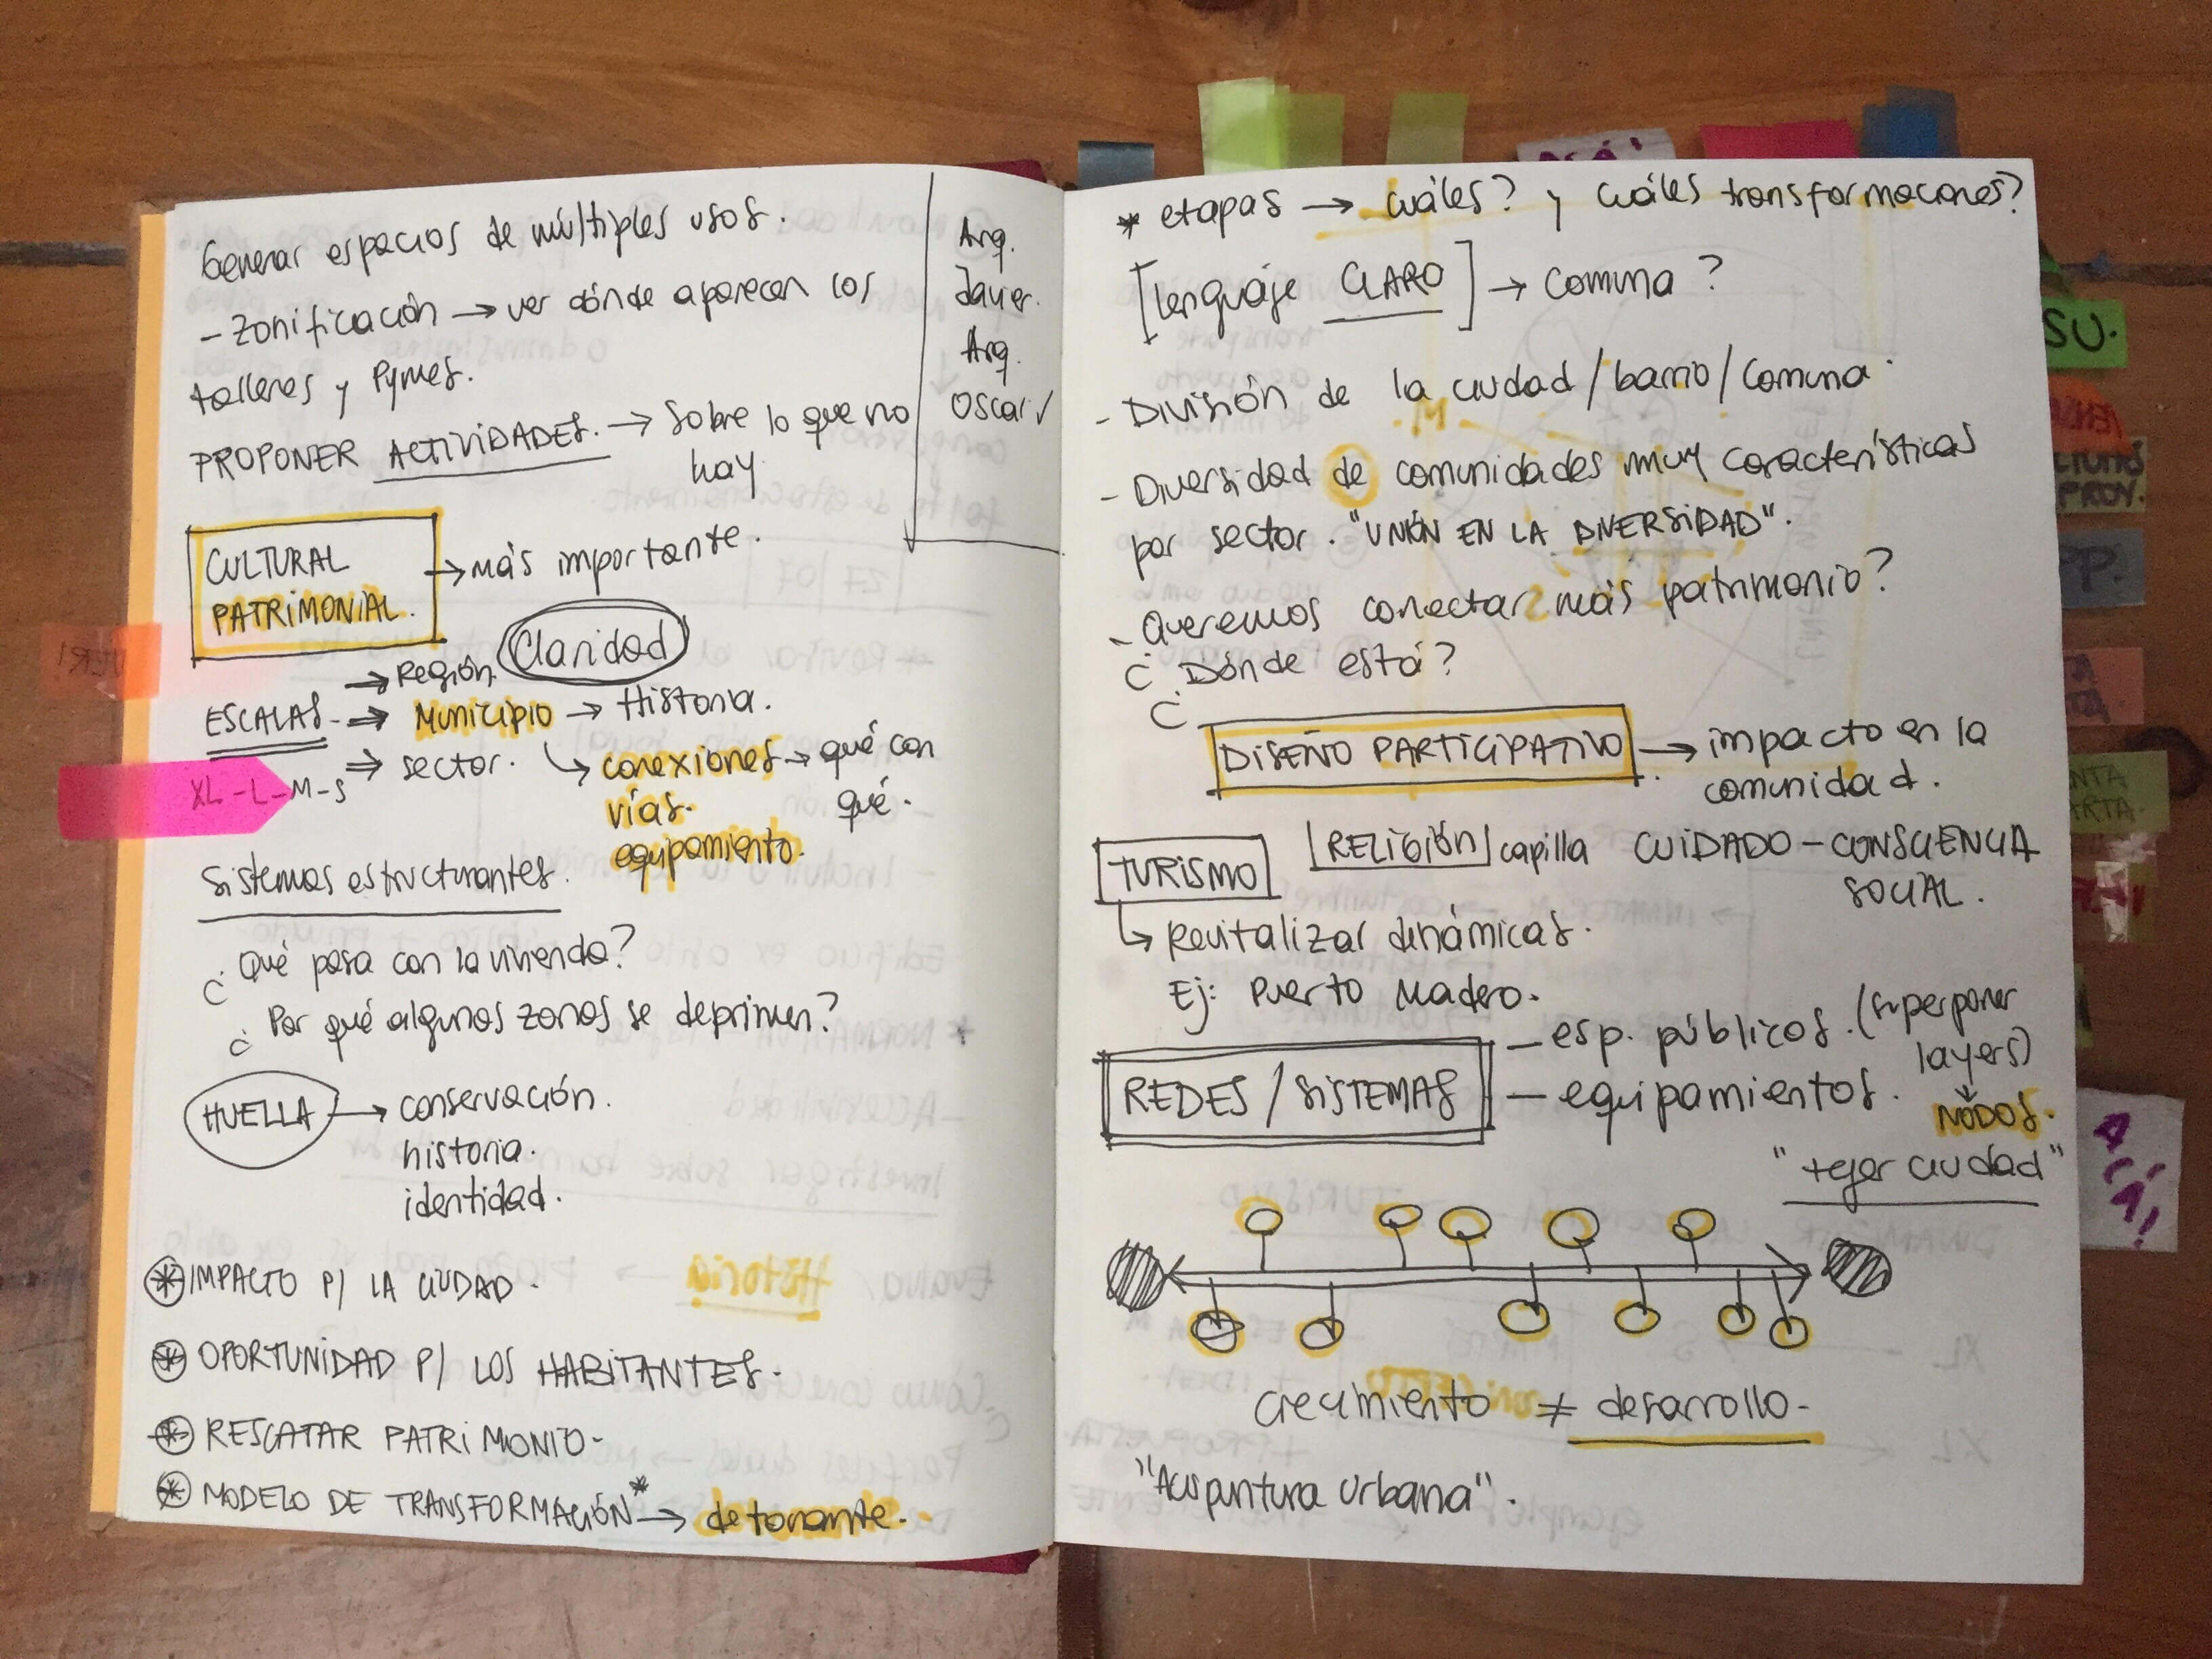 Generar espacios de múltiples usos.
- Zonificación → ver dónde aparecen los
talleres y Pymes.
PROPONER ACTIVIDADES. → Sobre lo que no
hay
Arq.
Javier.
Arq.
Oscar ✓
CULTURAL
PATRIMONIAL.
→ más importante.
Claridad
ESCALAS
→ Región.
⇒ Municipio → Historia.
⇒ sector.
↳ conexiones → qué con
qué.
vías.
equipamiento.
XL - L - M - S
Sistemas estructurantes.
¿Qué pasa con la vivienda?
¿Por qué algunas zonas se deprimen?
HUELLA → conservación.
historia.
identidad.
* IMPACTO P/ LA CIUDAD -
* OPORTUNIDAD P/ LOS HABITANTES.
* RESCATAR PATRIMONIO -
* MODELO DE TRANSFORMACIÓN* → detonante.
* etapas → cuáles? y cuáles transformaciones?
[lenguaje CLARO] → Comuna?
- División de la ciudad/barrio/Comuna.
- Diversidad de comunidades muy características
por sector. "UNIÓN EN LA DIVERSIDAD".
- ¿Queremos conectar más patrimonio?
¿Dónde está?
DISEÑO PARTICIPATIVO → impacto en la
comunidad.
TURISMO
RELIGIÓN capilla CUIDADO - CONSCIENCIA
SOCIAL.
↳ Revitalizar dinámicas.
Ej: Puerto Madero.
REDES / SISTEMAS
- esp. públicos. (superponer
layers)
- equipamientos.
↓
NODOS.
"tejer ciudad"
crecimiento ≠ desarrollo -
"Acupuntura Urbana".
SU.
PROY.
PP.
ACÁ!